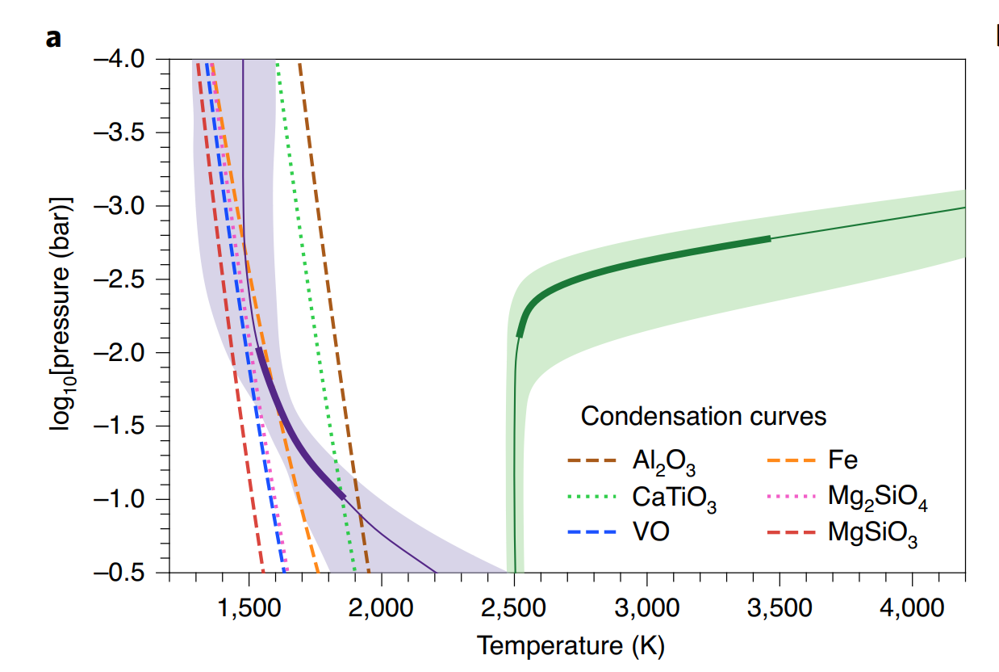 a
–4.0
–3.5
–3.0
–2.5
–2.0
–1.5
–1.0
–0.5
log₁₀[pressure (bar)]
1,500 2,000 2,500 3,000 3,500 4,000
Temperature (K)
Condensation curves
Al₂O₃ Fe
CaTiO₃ Mg₂SiO₄
VO MgSiO₃